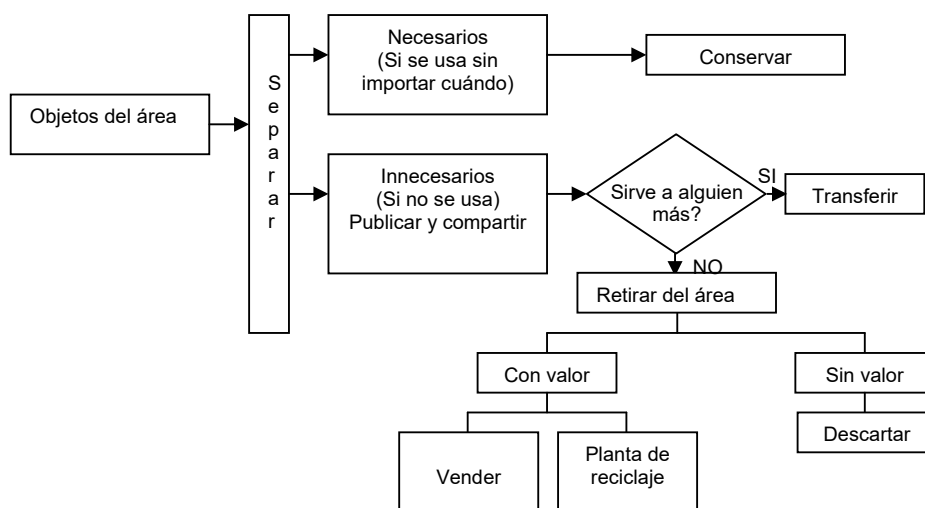 Objetos del área
Separar
Necesarios
(Si se usa sin
importar cuándo)
Conservar
Innecesarios
(Si no se usa)
Publicar y compartir
Sirve a alguien
más?
SI
Transferir
NO
Retirar del área
Con valor
Sin valor
Vender
Planta de
reciclaje
Descartar